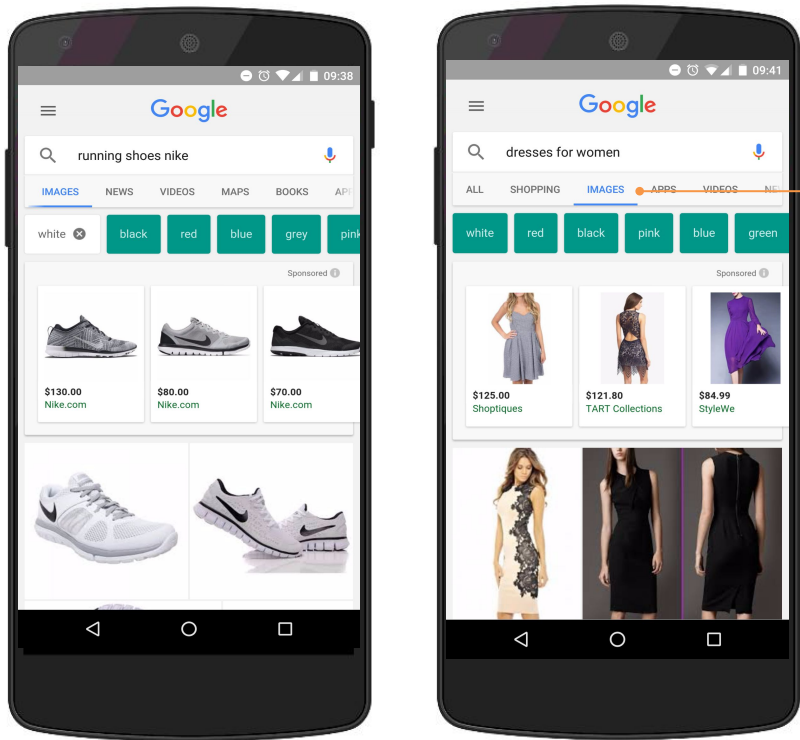 09:38
Google
running shoes nike
IMAGES NEWS VIDEOS MAPS BOOKS
white black red blue grey pink
Sponsored
$130.00 $80.00 $70.00
Nike.com Nike.com Nike.com
09:41
Google
dresses for women
ALL SHOPPING IMAGES APPS VIDEOS
white red black pink blue green
Sponsored
$125.00 $121.80 $84.99
Shoptiques TART Collections StyleWe